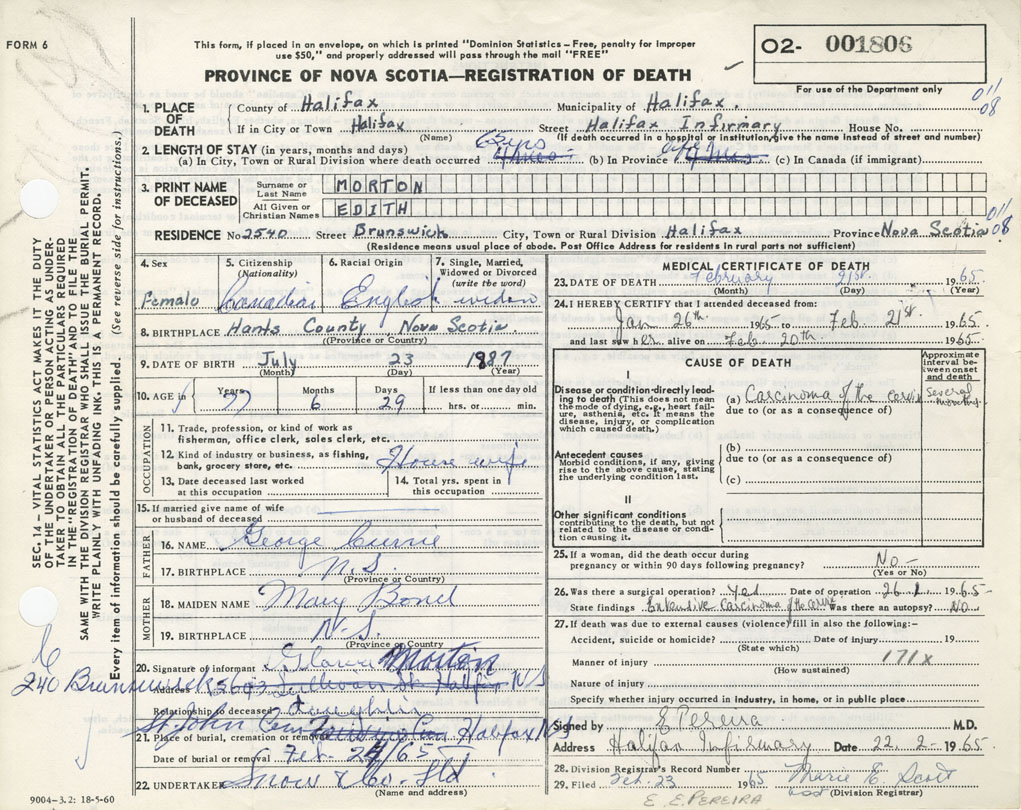 FORM 6
This form, if placed in an envelope, on which is printed "Dominion Statistics - Free, penalty for improper
use $50," and properly addressed will pass through the mail "FREE"
PROVINCE OF NOVA SCOTIA—REGISTRATION OF DEATH
O2- 001806
For use of the Department only
011
08
1. PLACE OF DEATH
County of Halifax Municipality of Halifax.
If in City or Town Halifax Street Halifax Infirmary House No.
(Name) (If death occurred in a hospital or institution, give the name instead of street and number)
2. LENGTH OF STAY (in years, months and days)
(a) In City, Town or Rural Division where death occurred (b) In Province (c) In Canada (if immigrant)
3. PRINT NAME OF DECEASED
Surname or Last Name MORTON
All Given or Christian Names EDITH
RESIDENCE No 2540 Street Brunswick City, Town or Rural Division Halifax Province Nova Scotia
011
08
(Residence means usual place of abode. Post Office Address for residents in rural parts not sufficient)
4. Sex
Female
5. Citizenship (Nationality)
Canadian
6. Racial Origin
English
7. Single, Married, Widowed or Divorced (write the word)
widow
8. BIRTHPLACE Hants County Nova Scotia
(Province or Country)
9. DATE OF BIRTH July 23 1887
(Month) (Day) (Year)
10. AGE in Years 77 Months 6 Days 29 If less than one day old hrs. or min.
OCCUPATION
11. Trade, profession, or kind of work as
fisherman, office clerk, sales clerk, etc.
12. Kind of industry or business, as fishing,
bank, grocery store, etc. House wife
13. Date deceased last worked at this occupation
14. Total yrs. spent in this occupation
15. If married give name of wife
or husband of deceased
FATHER
16. NAME George Currie
17. BIRTHPLACE N.S.
(Province or Country)
MOTHER
18. MAIDEN NAME Mary Bond
19. BIRTHPLACE N-S.
(Province or Country
20. Signature of informant Morton
240 Brunswick
Address Sullivan St Halifax N/S
Relationship to deceased daughter
St. John Cem Halifax N/S
21. Place of burial, cremation or removal
Date of burial or removal Feb. 24/65
22. UNDERTAKER Snow & Co. Ltd
(Name and address)
9004-3.2: 18-5-60
SEC. 14 - VITAL STATISTICS ACT MAKES IT THE DUTY
OF THE UNDERTAKER OR PERSON ACTING AS UNDER-
TAKER TO OBTAIN ALL THE PARTICULARS REQUIRED
IN THE "REGISTRATION OF DEATH" AND TO FILE THE
SAME WITH THE DIVISION REGISTRAR WHO SHALL ISSUE THE BURIAL PERMIT.
WRITE PLAINLY WITH UNFADING INK. THIS IS A PERMANENT RECORD.
Every item of information should be carefully supplied. (See reverse side for instructions.)
MEDICAL CERTIFICATE OF DEATH
23. DATE OF DEATH February 21st 1965
(Month) (Day) (Year)
24. I HEREBY CERTIFY that I attended deceased from:
Jan 26th 1965 to Feb 21st 1965
and last saw her alive on Feb 20th 1965
CAUSE OF DEATH
Approximate interval between onset and death
I
Disease or condition directly leading to death (This does not mean the mode of dying, e.g., heart failure, asthenia, etc. It means the disease, injury, or complication which caused death.)
(a) Carcinoma of the cervix Several months
due to (or as a consequence of)
Antecedent causes
Morbid conditions, if any, giving rise to the above cause, stating the underlying condition last.
(b)
due to (or as a consequence of)
(c)
II
Other significant conditions contributing to the death, but not related to the disease or condition causing it.
25. If a woman, did the death occur during
pregnancy or within 90 days following pregnancy? No -
(Yes or No)
26. Was there a surgical operation? Yes Date of operation 26.1 1965-
State findings Extensive Carcinoma of the cervix Was there an autopsy? NO
27. If death was due to external causes (violence) fill in also the following:-
Accident, suicide or homicide? Date of injury 19
(State which)
Manner of injury 171x
(How sustained)
Nature of injury
Specify whether injury occurred in industry, in home, or in public place
Signed by E Pereira M.D.
Address Halifax Infirmary Date 22. 2- 1965
28. Division Registrar's Record Number
29. Filed Feb. 23 1965 Marie E. Scott
(Division Registrar)
E. E. PEREIRA